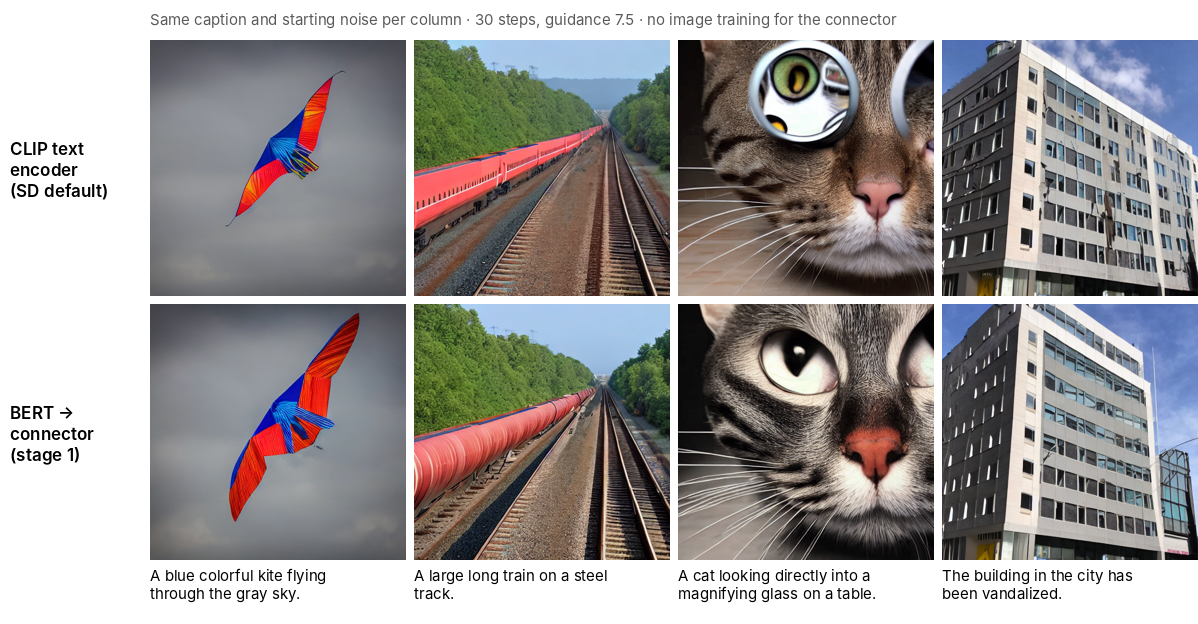 Same caption and starting noise per column · 30 steps, guidance 7.5 · no image training for the connector
CLIP text
encoder
(SD default)
BERT →
connector
(stage 1)
A blue colorful kite flying
through the gray sky.
A large long train on a steel
track.
A cat looking directly into a
magnifying glass on a table.
The building in the city has
been vandalized.